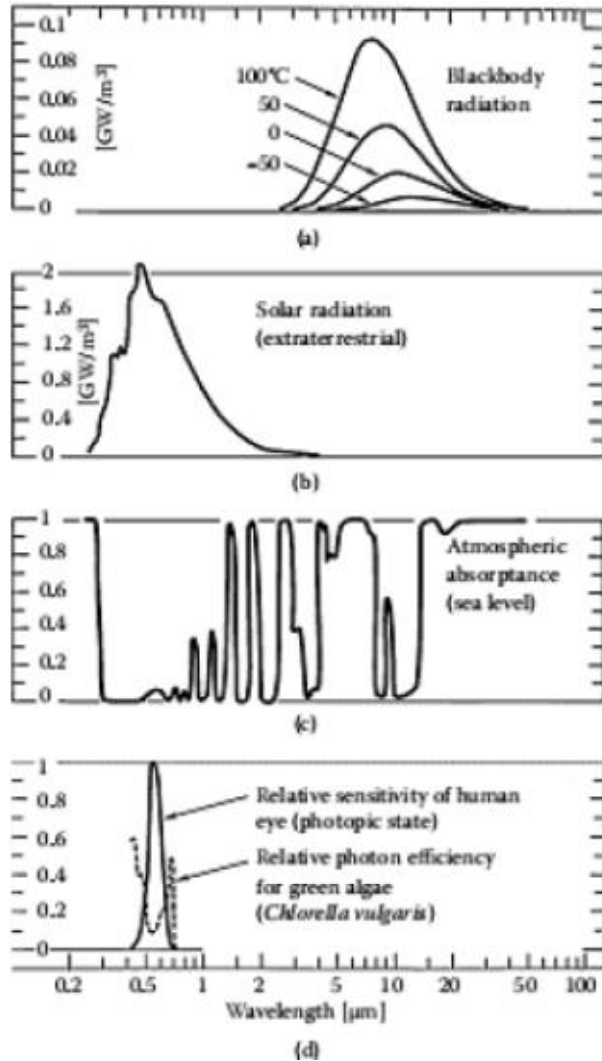 0.1
0.08
0.06
0.04
0.02
0
[GW/m³]
100°C
50
0
-50
Blackbody
radiation
(a)
2
1.6
1.2
0.4
0
[GW/m³]
Solar radiation
(extraterrestrial)
(b)
1
0.8
0.6
0.4
0.2
0
Atmospheric
absorptance
(sea level)
(c)
1
0.8
0.6
0.4
0.2
0
Relative sensitivity of human
eye (photopic state)
Relative photon efficiency
for green algae
(Chlorella vulgaris)
0.2 0.5 1 2 5 10 20 50 100
Wavelength [μm]
(d)